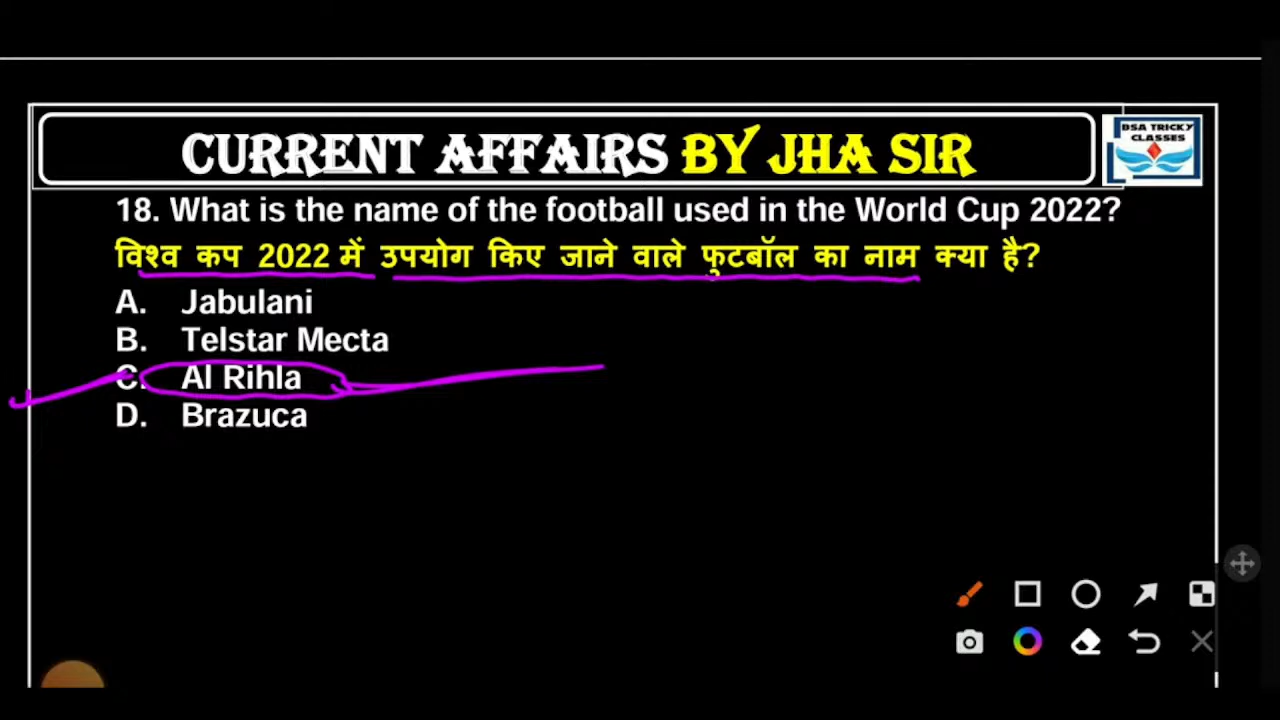 CURRENT AFFAIRS BY JHA SIR
DSA TRICKY
CLASSES
18. What is the name of the football used in the World Cup 2022?
विश्व कप 2022 में उपयोग किए जाने वाले फुटबॉल का नाम क्या है?
A. Jabulani
B. Telstar Mecta
C. Al Rihla
D. Brazuca